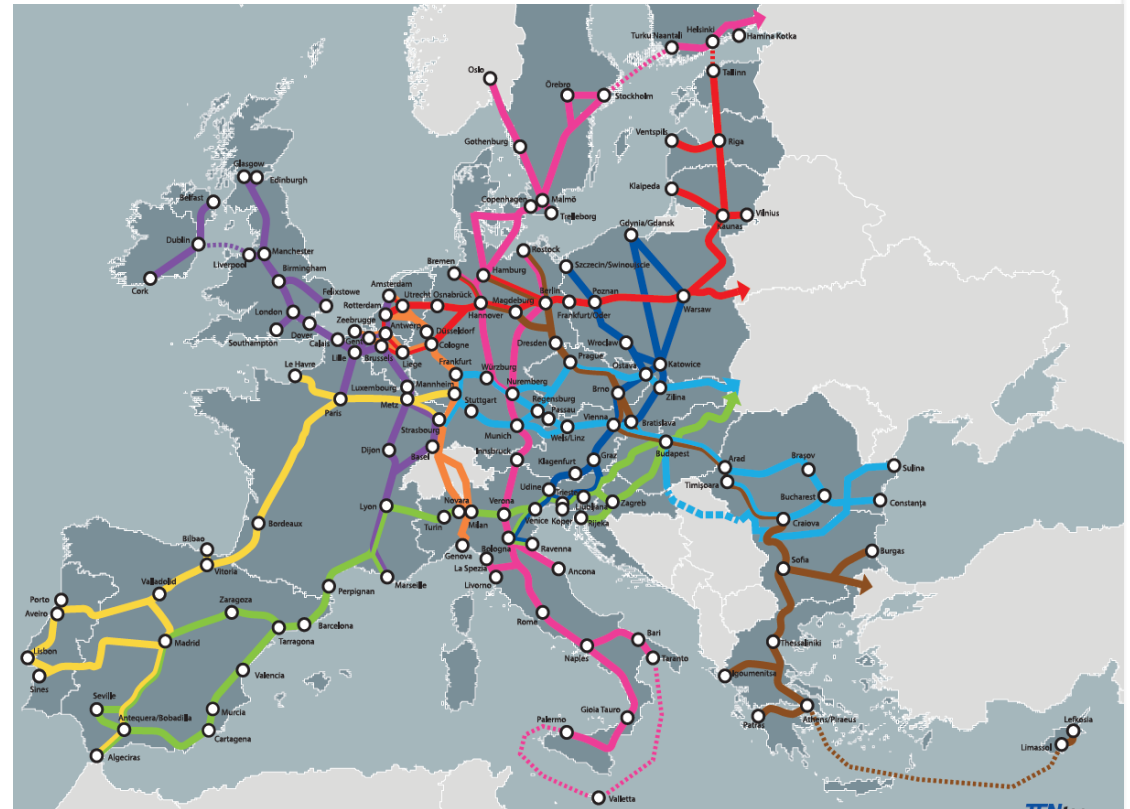 Turku Naantali
Helsinki
Hamina Kotka
Oslo
Örebro
Stockholm
Tallinn
Ventspils
Riga
Gothenburg
Glasgow
Edinburgh
Klaipeda
Belfast
Copenhagen
Malmö
Trelleborg
Kaunas
Vilnius
Gdynia/Gdansk
Dublin
Rostock
Liverpool
Manchester
Bremen
Hamburg
Szczecin/Swinoujscie
Birmingham
Cork
Felixstowe
Amsterdam
Utrecht
Osnabrück
Berlin
Poznan
Rotterdam
Magdeburg
Warsaw
London
Zeebrugge
Hannover
Frankfurt/Oder
Southampton
Dover
Calais
Gent
Antwerp
Düsseldorf
Cologne
Dresden
Wroclaw
Lille
Brussels
Liege
Prague
Ostava
Katowice
Le Havre
Frankfurt
Würzburg
Luxembourg
Mannheim
Nuremberg
Brno
Zilina
Paris
Metz
Stuttgart
Regensburg
Passau
Vienna
Strasbourg
Munich
Wels/Linz
Bratislava
Dijon
Basel
Innsbruck
Budapest
Klagenfurt
Graz
Arad
Braşov
Sulina
Timişoara
Udine
Lyon
Novara
Verona
Trieste
Ljubljana
Zagreb
Bucharest
Constanţa
Turin
Milan
Venice
Koper
Rijeka
Craiova
Bordeaux
Genova
Bologna
Ravenna
Bilbao
La Spezia
Ancona
Sofia
Burgas
Vitoria
Marseille
Livorno
Valladolid
Perpignan
Porto
Aveiro
Zaragoza
Barcelona
Rome
Madrid
Tarragona
Bari
Thessaloniki
Lisbon
Naples
Taranto
Sines
Valencia
Igoumenitsa
Seville
Murcia
Gioia Tauro
Patras
Athens/Piraeus
Antequera/Bobadilla
Palermo
Lefkosia
Cartagena
Limassol
Algeciras
Valletta